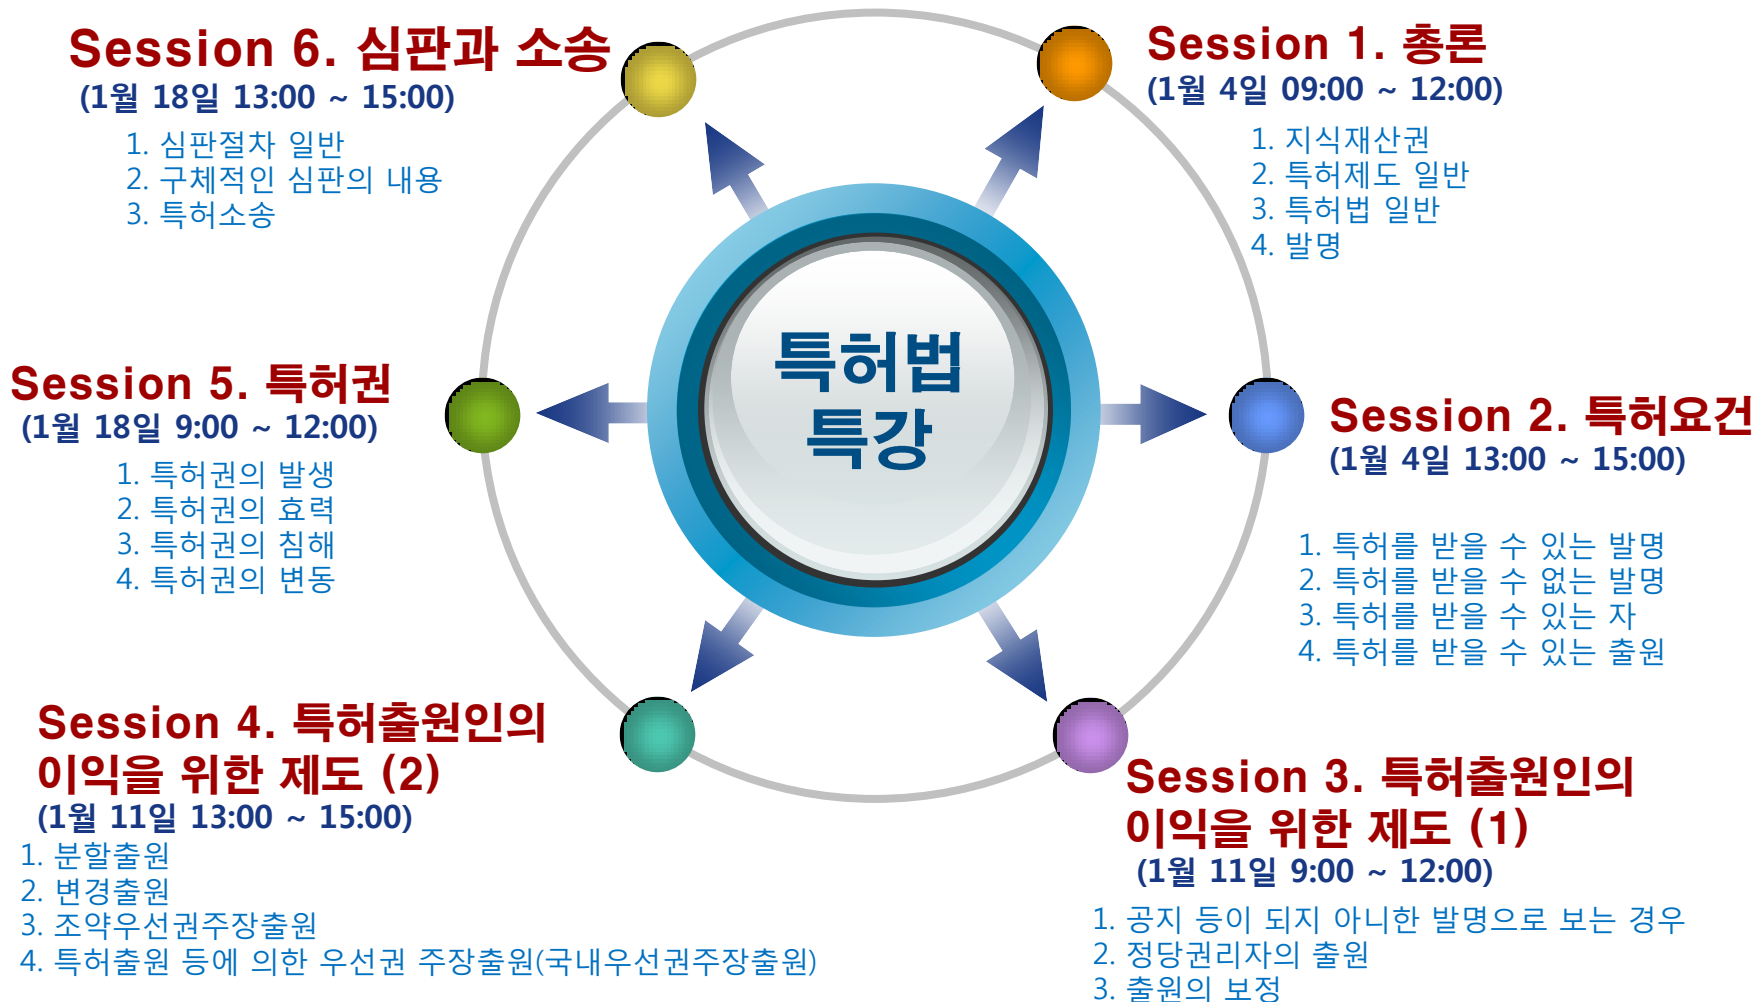 특허법
특강
Session 1. 총론
(1월 4일 09:00 ~ 12:00)
1. 지식재산권
2. 특허제도 일반
3. 특허법 일반
4. 발명
Session 2. 특허요건
(1월 4일 13:00 ~ 15:00)
1. 특허를 받을 수 있는 발명
2. 특허를 받을 수 없는 발명
3. 특허를 받을 수 있는 자
4. 특허를 받을 수 있는 출원
Session 3. 특허출원인의
이익을 위한 제도 (1)
(1월 11일 9:00 ~ 12:00)
1. 공지 등이 되지 아니한 발명으로 보는 경우
2. 정당권리자의 출원
3. 출원의 보정
Session 4. 특허출원인의
이익을 위한 제도 (2)
(1월 11일 13:00 ~ 15:00)
1. 분할출원
2. 변경출원
3. 조약우선권주장출원
4. 특허출원 등에 의한 우선권 주장출원(국내우선권주장출원)
Session 5. 특허권
(1월 18일 9:00 ~ 12:00)
1. 특허권의 발생
2. 특허권의 효력
3. 특허권의 침해
4. 특허권의 변동
Session 6. 심판과 소송
(1월 18일 13:00 ~ 15:00)
1. 심판절차 일반
2. 구체적인 심판의 내용
3. 특허소송